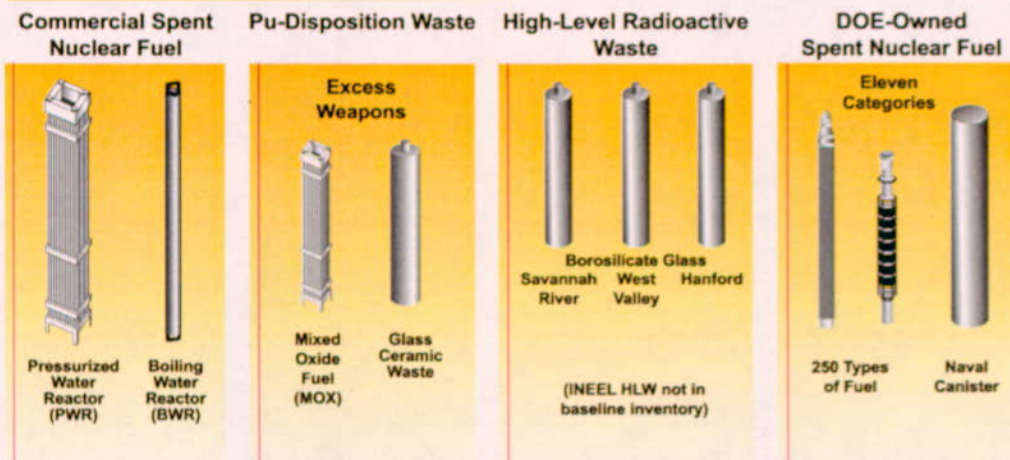 Commercial Spent
Nuclear Fuel
Pressurized
Water
Reactor
(PWR)
Boiling
Water
Reactor
(BWR)
Pu-Disposition Waste
Excess
Weapons
Mixed
Oxide
Fuel
(MOX)
Glass
Ceramic
Waste
High-Level Radioactive
Waste
Borosilicate Glass
Savannah
River
West
Valley
Hanford
(INEEL HLW not in
baseline inventory)
DOE-Owned
Spent Nuclear Fuel
Eleven
Categories
250 Types
of Fuel
Naval
Canister